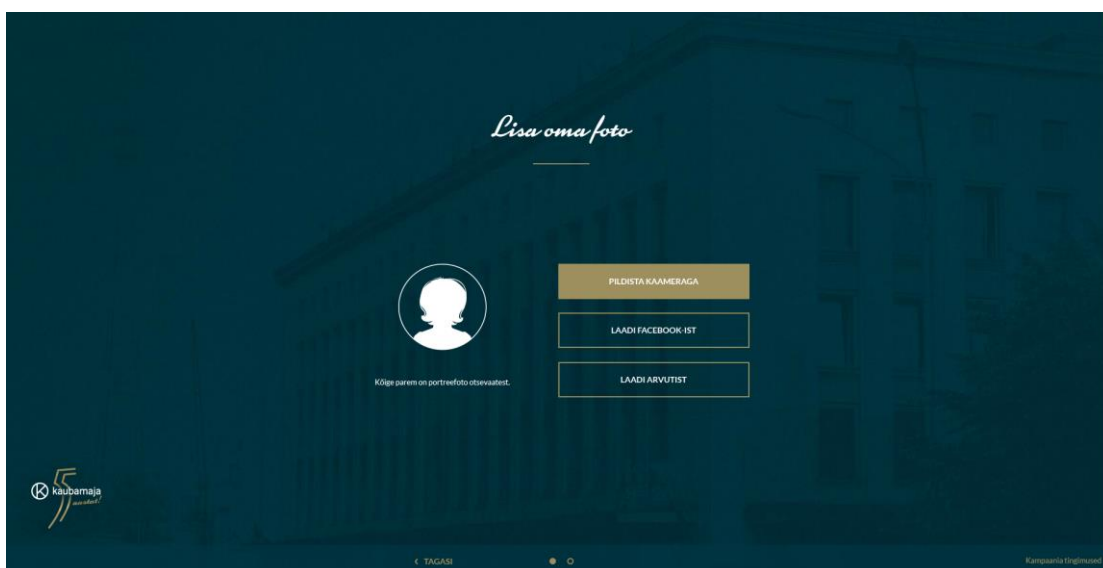 Lisa oma foto
PILDISTA KAAMERAGA
LAADI FACEBOOK-IST
LAADI ARVUTIST
Kõige parem on portreefoto otsevaatest.
kaubamaja
55
< TAGASI
Kampaania tingimused